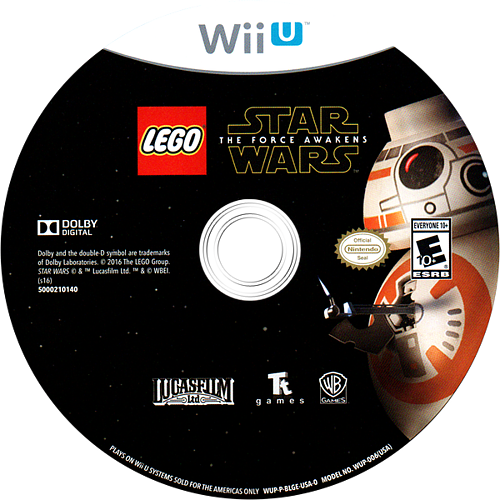 Wii U™
LEGO
STAR
THE FORCE AWAKENS
WARS™
DOLBY
DIGITAL
Dolby and the double-D symbol are trademarks
of Dolby Laboratories. © 2016 The LEGO Group.
STAR WARS © & ™ Lucasfilm Ltd. ™ & © WBEI.
(s16)
5000210140
Official
Nintendo
Seal
EVERYONE 10+
E
10+
ESRB
LUCASFILM
Ltd
Tt
games
WB
GAMES
PLAYS ON Wii U SYSTEMS SOLD FOR THE AMERICAS ONLY WUP-P-BLGE-USA-0 MODEL NO. WUP-006(USA)